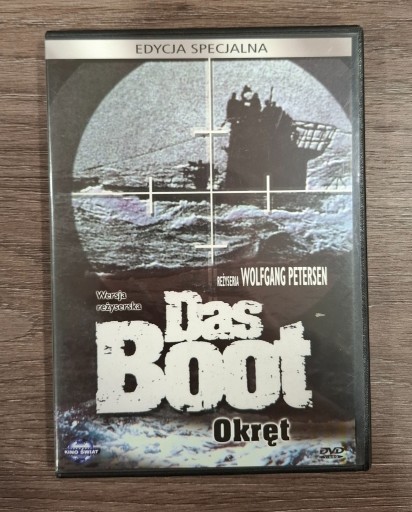 EDYCJA SPECJALNA
REŻYSERIA WOLFGANG PETERSEN
Wersja
reżyserska
Das
Boot
Okręt
KINO ŚWIAT
DVD